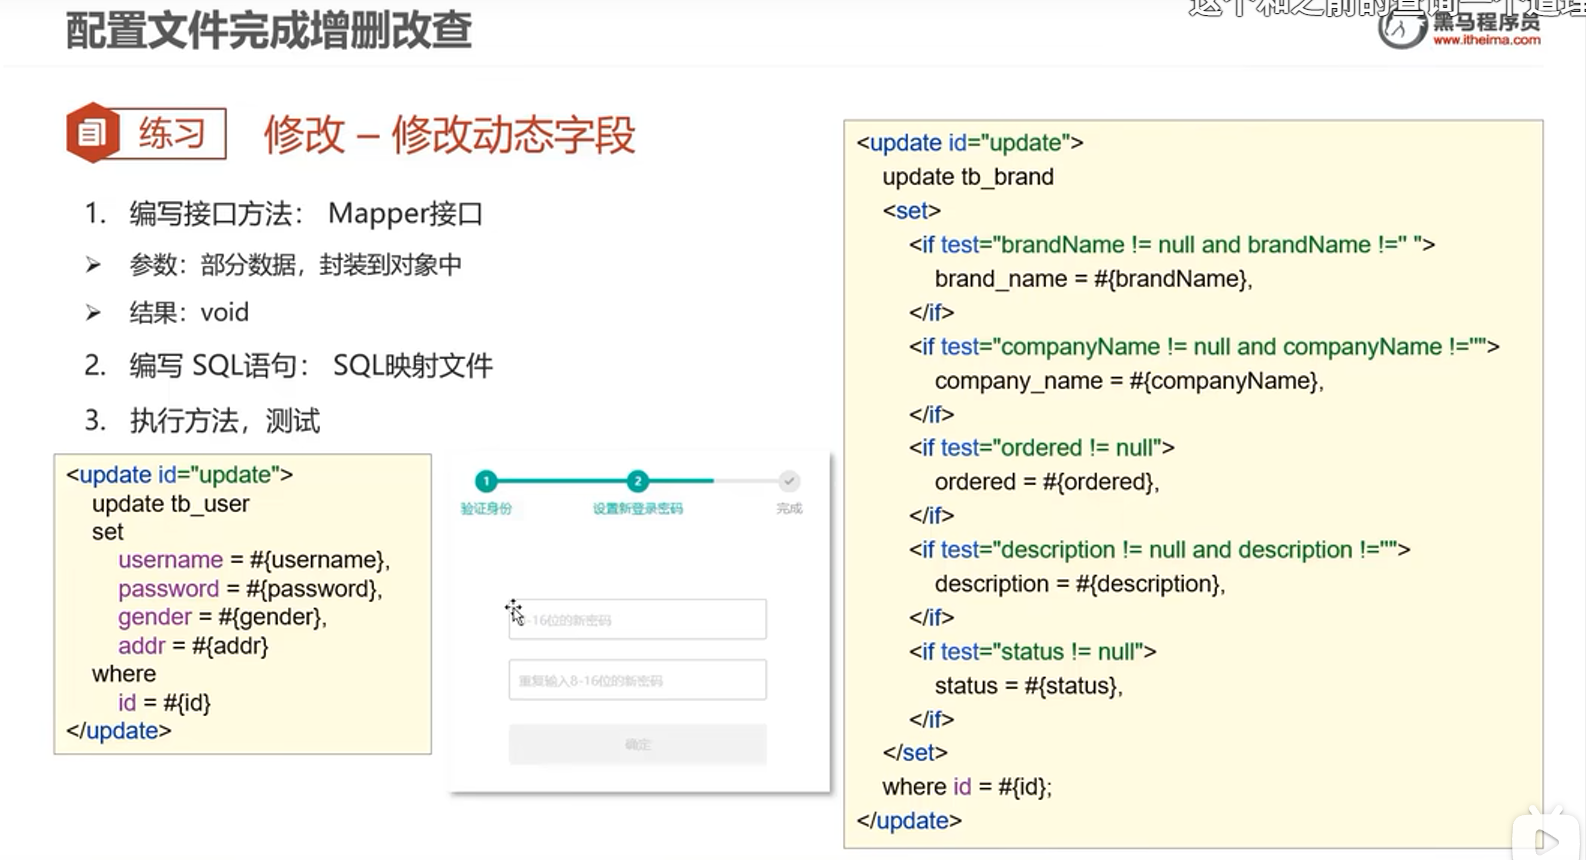 配置文件完成增删改查
黑马程序员
www.itheima.com
练习
修改 – 修改动态字段
1. 编写接口方法： Mapper接口
➢ 参数：部分数据，封装到对象中
➢ 结果：void
2. 编写 SQL语句： SQL映射文件
3. 执行方法，测试
<update id="update">
update tb_user
set
username = #{username},
password = #{password},
gender = #{gender},
addr = #{addr}
where
id = #{id}
</update>
1
2
验证身份
设置新登录密码
完成
-16位的新密码
重复输入8-16位的新密码
确定
<update id="update">
update tb_brand
<set>
<if test="brandName != null and brandName !=" ">
brand_name = #{brandName},
</if>
<if test="companyName != null and companyName !="">
company_name = #{companyName},
</if>
<if test="ordered != null">
ordered = #{ordered},
</if>
<if test="description != null and description !="">
description = #{description},
</if>
<if test="status != null">
status = #{status},
</if>
</set>
where id = #{id};
</update>